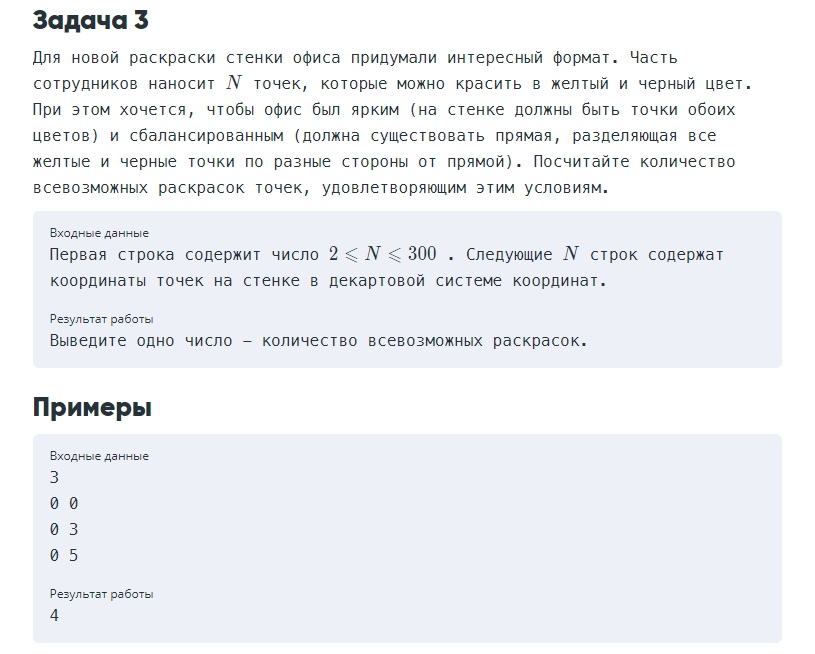 Задача 3
Для новой раскраски стенки офиса придумали интересный формат. Часть
сотрудников наносит N точек, которые можно красить в желтый и черный цвет.
При этом хочется, чтобы офис был ярким (на стенке должны быть точки обоих
цветов) и сбалансированным (должна существовать прямая, разделяющая все
желтые и черные точки по разные стороны от прямой). Посчитайте количество
всевозможных раскрасок точек, удовлетворяющим этим условиям.
Входные данные
Первая строка содержит число 2 ⩽ N ⩽ 300 . Следующие N строк содержат
координаты точек на стенке в декартовой системе координат.
Результат работы
Выведите одно число – количество всевозможных раскрасок.
Примеры
Входные данные
3
0 0
0 3
0 5
Результат работы
4